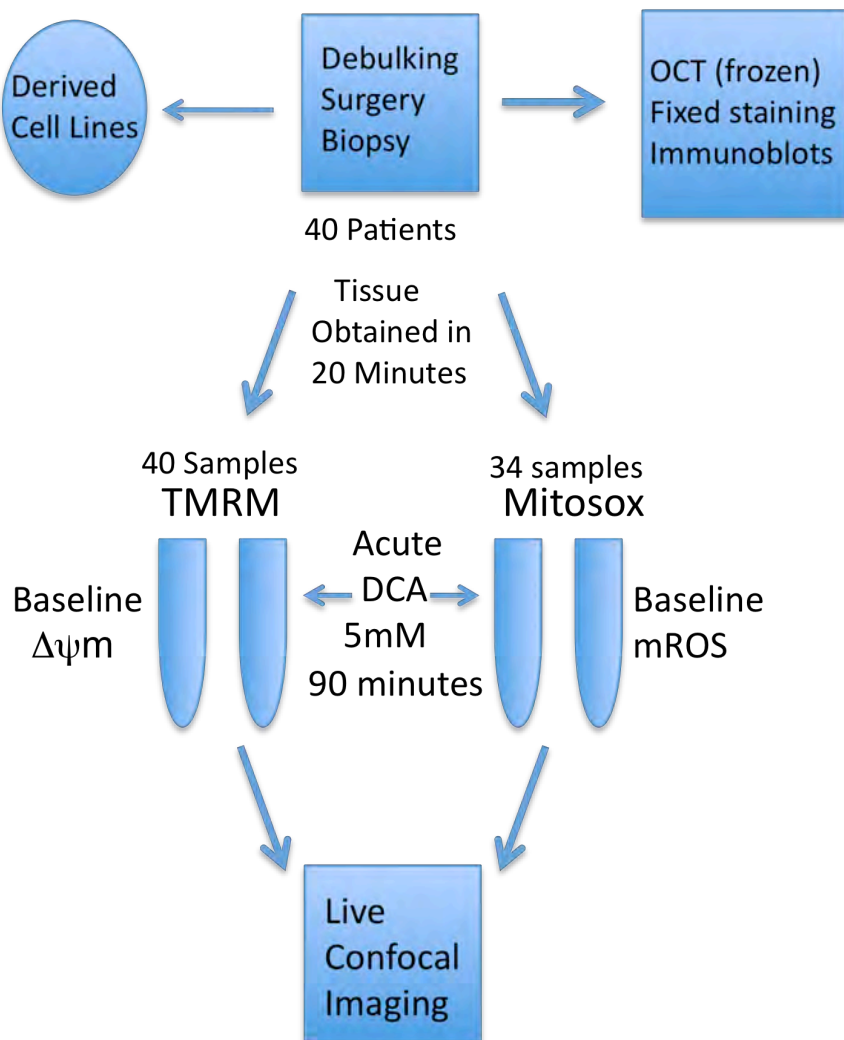 Derived
Cell Lines
Debulking
Surgery
Biopsy
OCT (frozen)
Fixed staining
Immunoblots
40 Patients
Tissue
Obtained in
20 Minutes
40 Samples
TMRM
34 samples
Mitosox
Baseline
Δψm
Acute
DCA
5mM
90 minutes
Baseline
mROS
Live
Confocal
Imaging